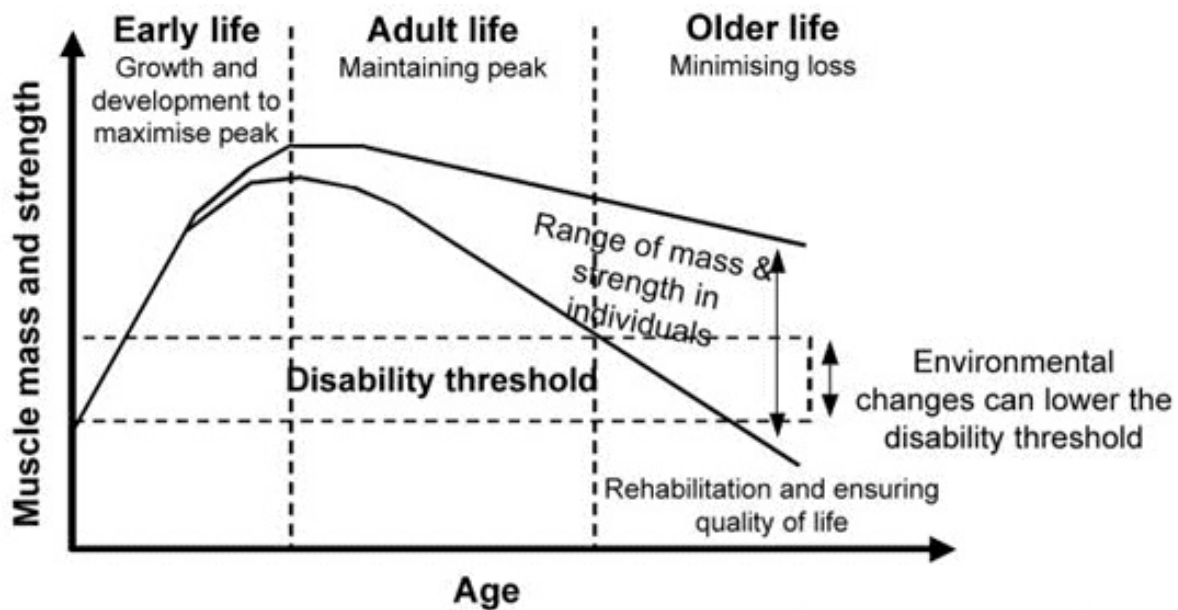 Early life
Growth and
development to
maximise peak
Adult life
Maintaining peak
Older life
Minimising loss
Muscle mass and strength
Range of mass &
strength in
individuals
Disability threshold
Environmental
changes can lower the
disability threshold
Rehabilitation and ensuring
quality of life
Age